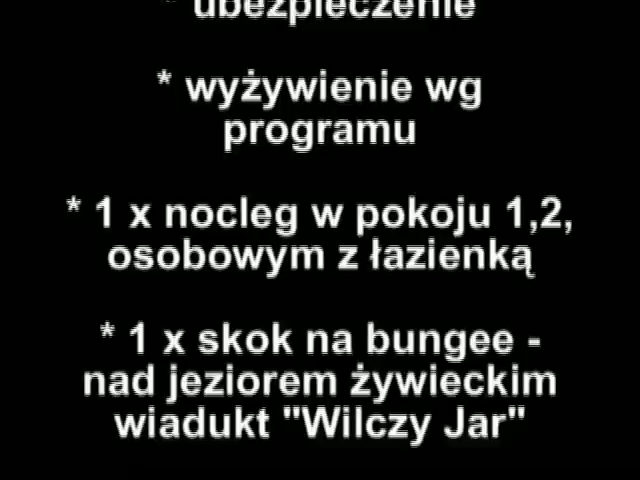 * ubezpieczenie
* wyżywienie wg
programu
* 1 x nocleg w pokoju 1,2,
osobowym z łazienką
* 1 x skok na bungee -
nad jeziorem żywieckim
wiadukt "Wilczy Jar"